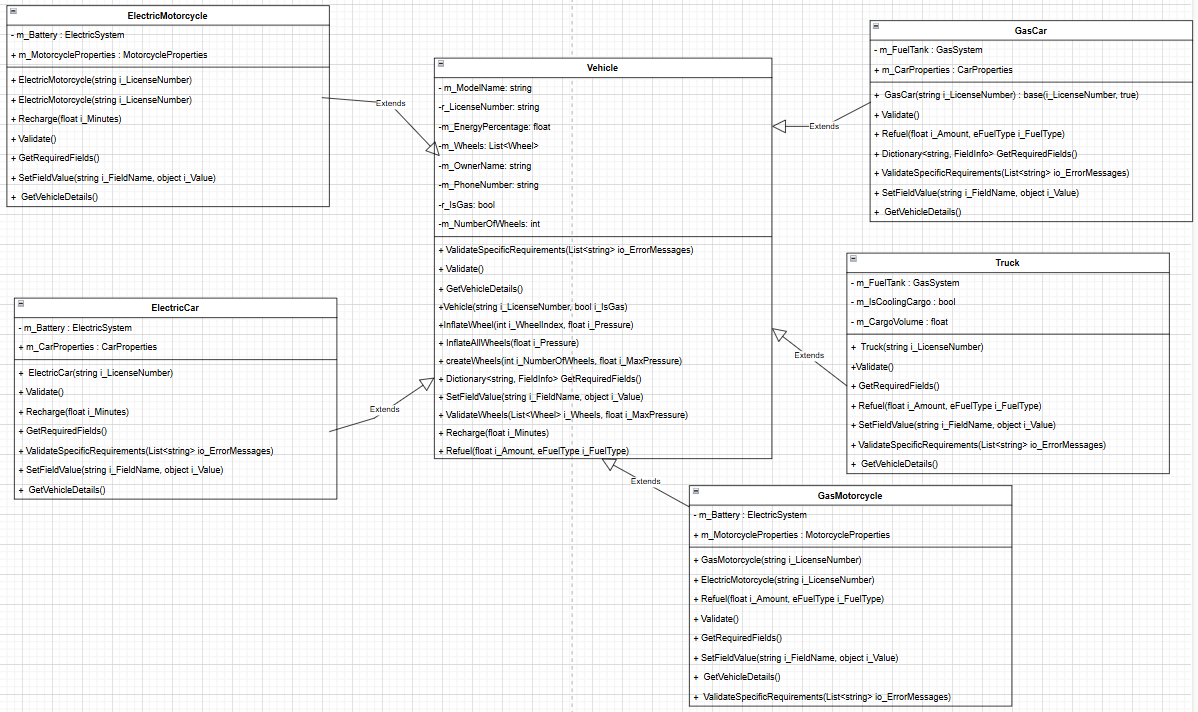 ElectricMotorcycle
- m_Battery : ElectricSystem
+ m_MotorcycleProperties : MotorcycleProperties
+ ElectricMotorcycle(string i_LicenseNumber)
+ ElectricMotorcycle(string i_LicenseNumber)
+ Recharge(float i_Minutes)
+ Validate()
+ GetRequiredFields()
+ SetFieldValue(string i_FieldName, object i_Value)
+ GetVehicleDetails()
Extends
Vehicle
- m_ModelName: string
-r_LicenseNumber: string
-m_EnergyPercentage: float
-m_Wheels: List<Wheel>
-m_OwnerName: string
-m_PhoneNumber: string
-r_IsGas: bool
-m_NumberOfWheels: int
+ ValidateSpecificRequirements(List<string> io_ErrorMessages)
+ Validate()
+ GetVehicleDetails()
+Vehicle(string i_LicenseNumber, bool i_IsGas)
+InflateWheel(int i_WheelIndex, float i_Pressure)
+ InflateAllWheels(float i_Pressure)
+ createWheels(int i_NumberOfWheels, float i_MaxPressure)
+ Dictionary<string, FieldInfo> GetRequiredFields()
+ SetFieldValue(string i_FieldName, object i_Value)
+ ValidateWheels(List<Wheel> i_Wheels, float i_MaxPressure)
+ Recharge(float i_Minutes)
+ Refuel(float i_Amount, eFuelType i_FuelType)
GasCar
- m_FuelTank : GasSystem
+ m_CarProperties : CarProperties
+ GasCar(string i_LicenseNumber) : base(i_LicenseNumber, true)
+ Validate()
+ Refuel(float i_Amount, eFuelType i_FuelType)
+ Dictionary<string, FieldInfo> GetRequiredFields()
+ ValidateSpecificRequirements(List<string> io_ErrorMessages)
+ SetFieldValue(string i_FieldName, object i_Value)
+ GetVehicleDetails()
Extends
Truck
- m_FuelTank : GasSystem
- m_IsCoolingCargo : bool
- m_CargoVolume : float
+ Truck(string i_LicenseNumber)
+Validate()
+ GetRequiredFields()
+ Refuel(float i_Amount, eFuelType i_FuelType)
+ SetFieldValue(string i_FieldName, object i_Value)
+ ValidateSpecificRequirements(List<string> io_ErrorMessages)
+ GetVehicleDetails()
Extends
ElectricCar
- m_Battery : ElectricSystem
+ m_CarProperties : CarProperties
+ ElectricCar(string i_LicenseNumber)
+ Validate()
+ Recharge(float i_Minutes)
+ GetRequiredFields()
+ ValidateSpecificRequirements(List<string> io_ErrorMessages)
+ SetFieldValue(string i_FieldName, object i_Value)
+ GetVehicleDetails()
Extends
Extends
GasMotorcycle
- m_Battery : ElectricSystem
+ m_MotorcycleProperties : MotorcycleProperties
+ GasMotorcycle(string i_LicenseNumber)
+ ElectricMotorcycle(string i_LicenseNumber)
+ Refuel(float i_Amount, eFuelType i_FuelType)
+ Validate()
+ GetRequiredFields()
+ SetFieldValue(string i_FieldName, object i_Value)
+ GetVehicleDetails()
+ ValidateSpecificRequirements(List<string> io_ErrorMessages)